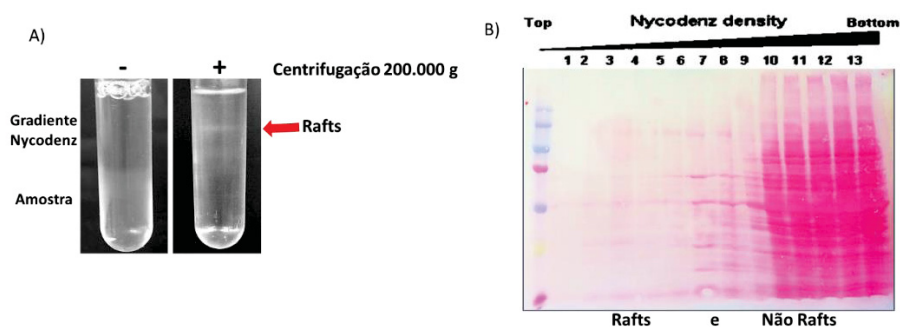 A)
- +
Centrifugação 200.000 g
Gradiente
Nycodenz
Rafts
Amostra
B)
Top Nycodenz density Bottom
1 2 3 4 5 6 7 8 9 10 11 12 13
Rafts e Não Rafts